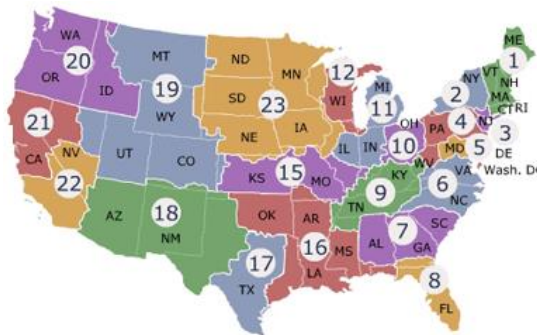 WA
ME
MT
ND
VT
20
1
OR
MN
NY
NH
12
19
ID
MI
2
MA
SD
WI
CTRI
WY
23
11
21
PA
4
NJ
3
NE
IA
OH
NV
IL
IN
10
MD
5
DE
CA
UT
CO
WV
Wash. DC
KS
15
MO
KY
VA
6
22
9
NC
TN
AZ
18
OK
AR
SC
NM
7
16
MS
AL
GA
17
LA
8
TX
FL